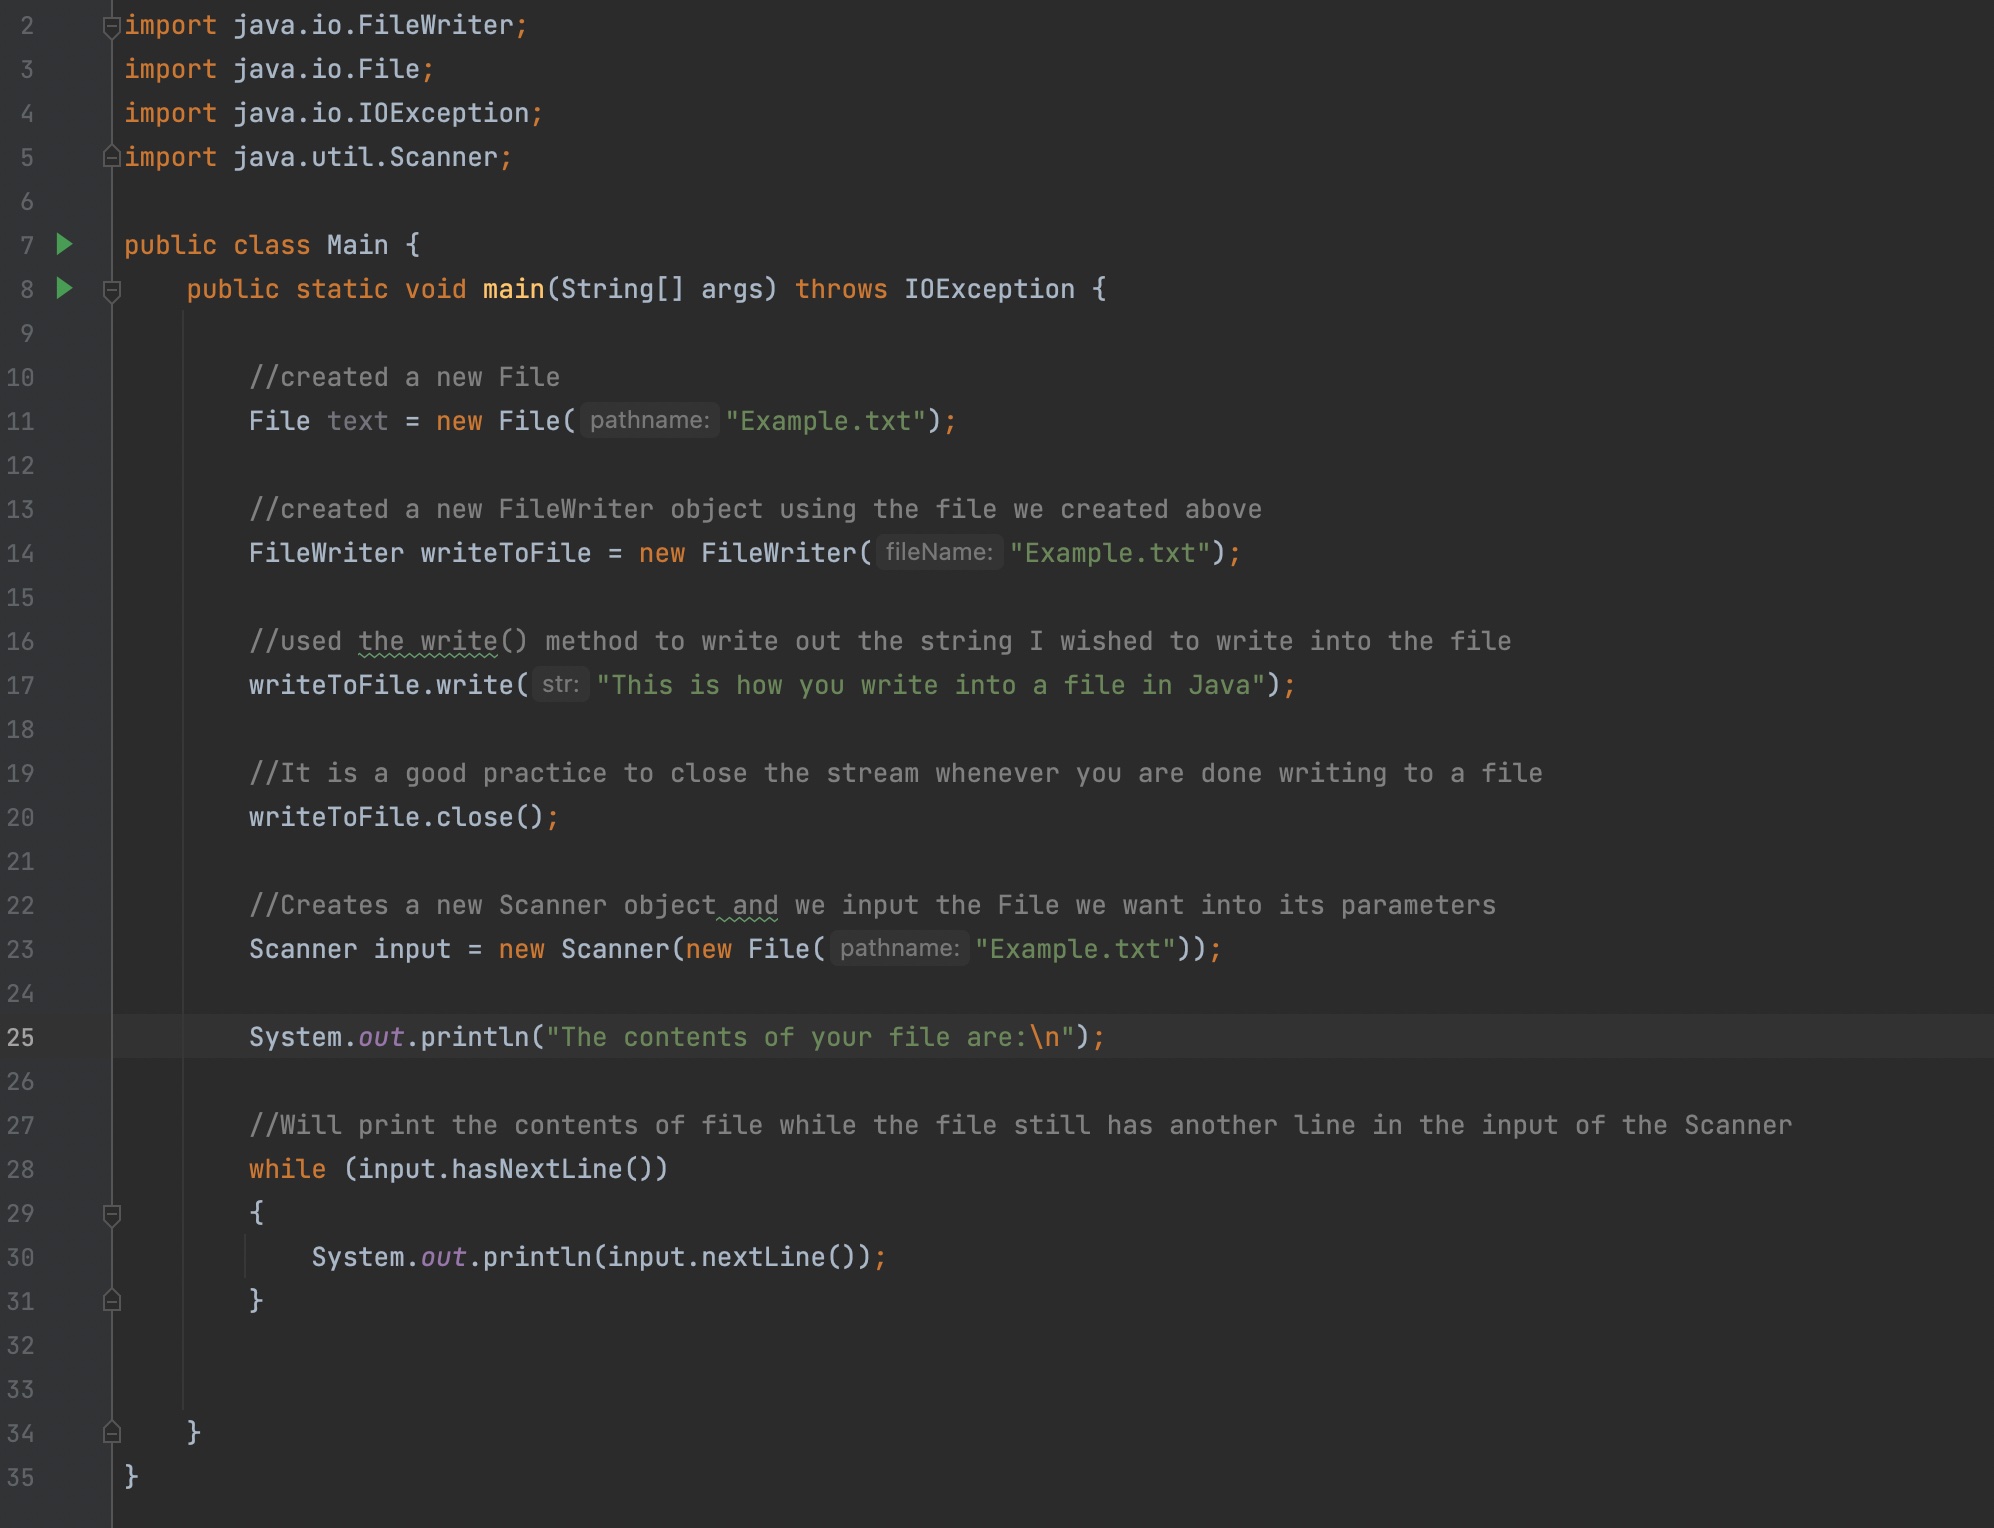 2 import java.io.FileWriter;
3 import java.io.File;
4 import java.io.IOException;
5 import java.util.Scanner;
6
7 public class Main {
8     public static void main(String[] args) throws IOException {
9
10         //created a new File
11         File text = new File( pathname: "Example.txt");
12
13         //created a new FileWriter object using the file we created above
14         FileWriter writeToFile = new FileWriter( fileName: "Example.txt");
15
16         //used the write() method to write out the string I wished to write into the file
17         writeToFile.write( str: "This is how you write into a file in Java");
18
19         //It is a good practice to close the stream whenever you are done writing to a file
20         writeToFile.close();
21
22         //Creates a new Scanner object and we input the File we want into its parameters
23         Scanner input = new Scanner(new File( pathname: "Example.txt"));
24
25         System.out.println("The contents of your file are:\n");
26
27         //Will print the contents of file while the file still has another line in the input of the Scanner
28         while (input.hasNextLine())
29         {
30             System.out.println(input.nextLine());
31         }
32
33
34     }
35 }